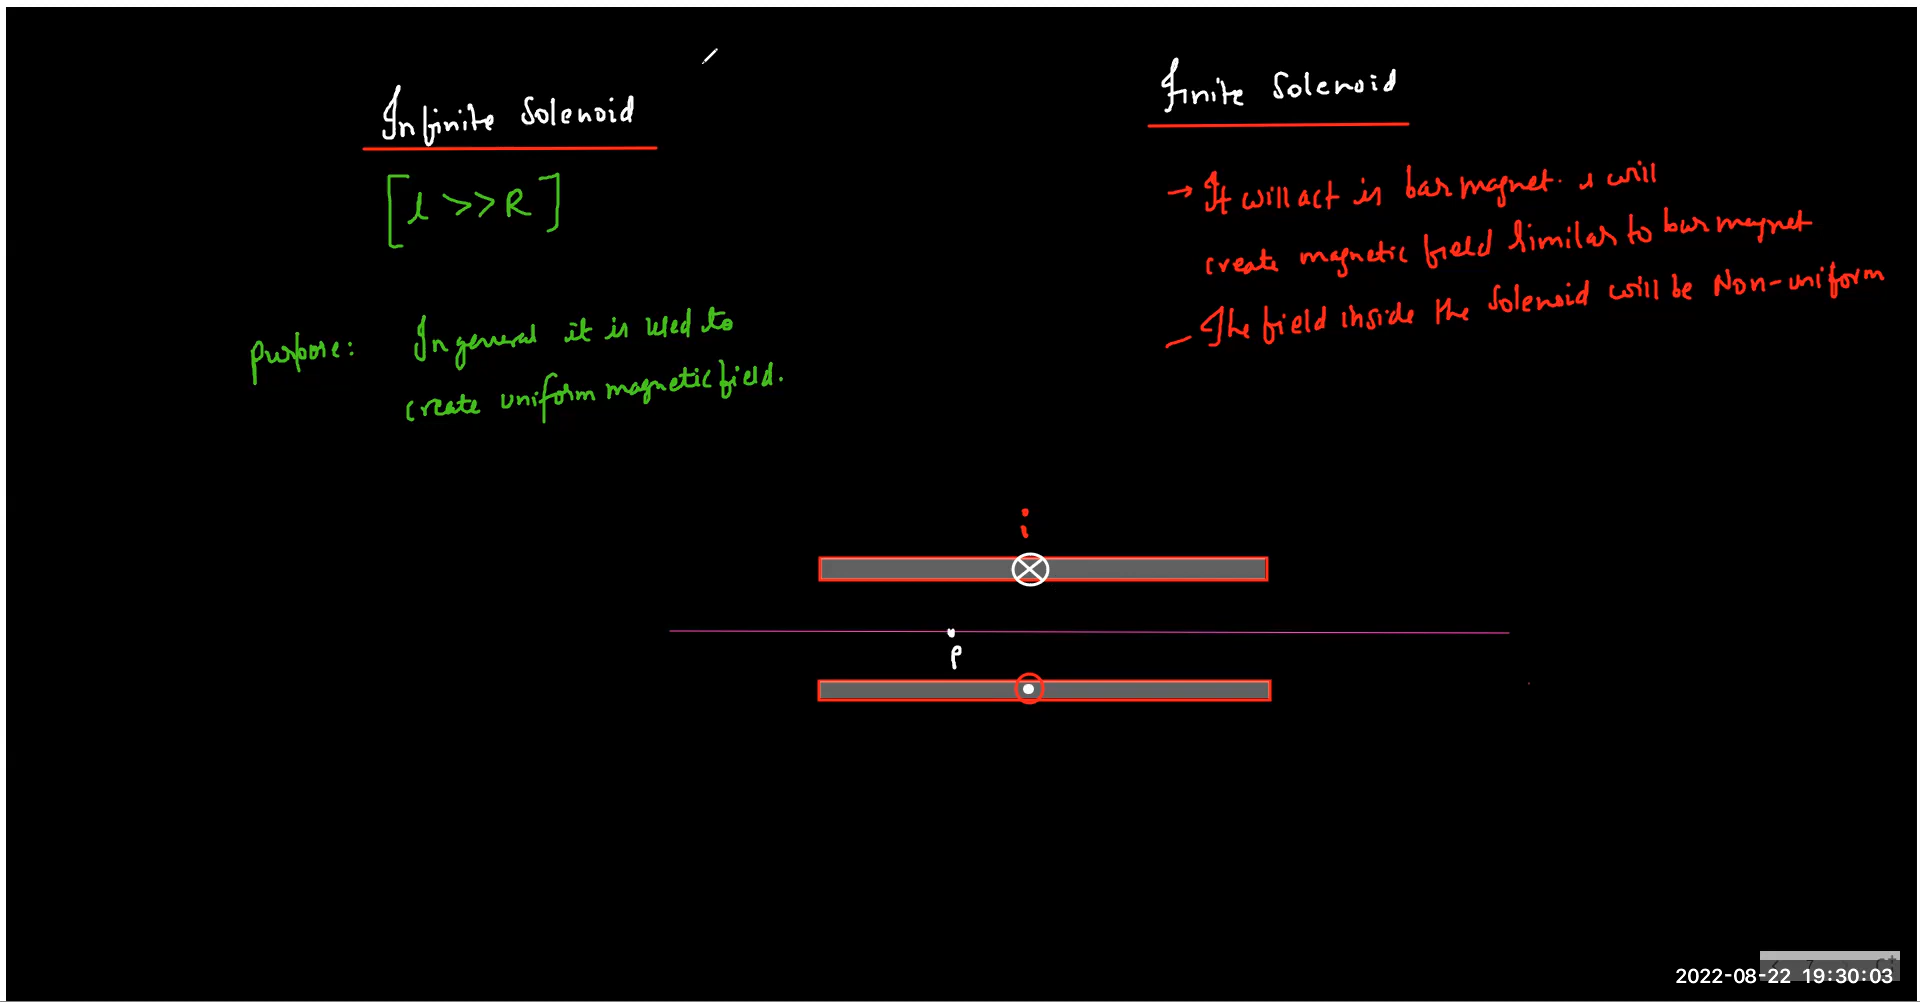 Infinite Solenoid
[l >> R]
Purpose: In general it is used to
create uniform magnetic field.
Finite Solenoid
→ It will act is bar magnet. & will
create magnetic field similar to bar magnet
– The field inside the solenoid will be Non-uniform
i
P
2022-08-22 19:30:03